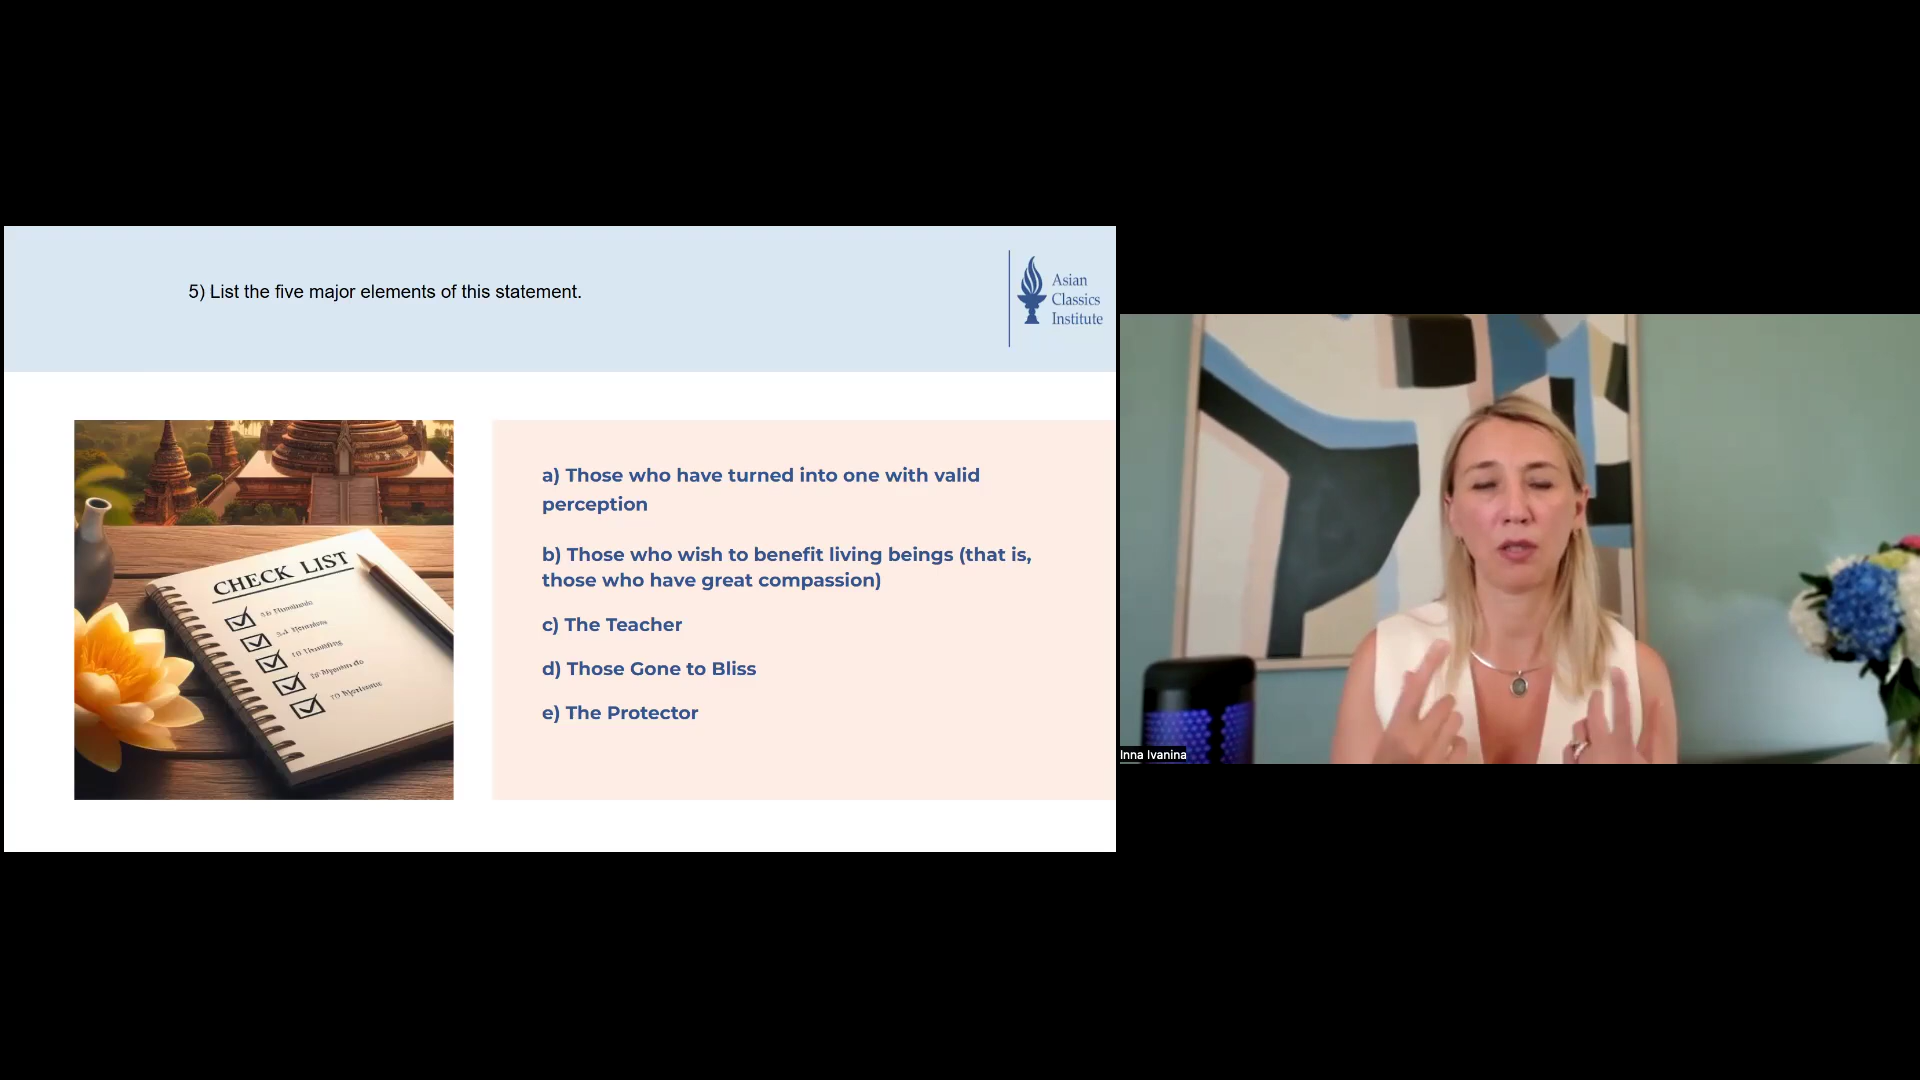 5) List the five major elements of this statement.
Asian
Classics
Institute
CHECK LIST
a) Those who have turned into one with valid
perception
b) Those who wish to benefit living beings (that is,
those who have great compassion)
c) The Teacher
d) Those Gone to Bliss
e) The Protector
Inna Ivanina